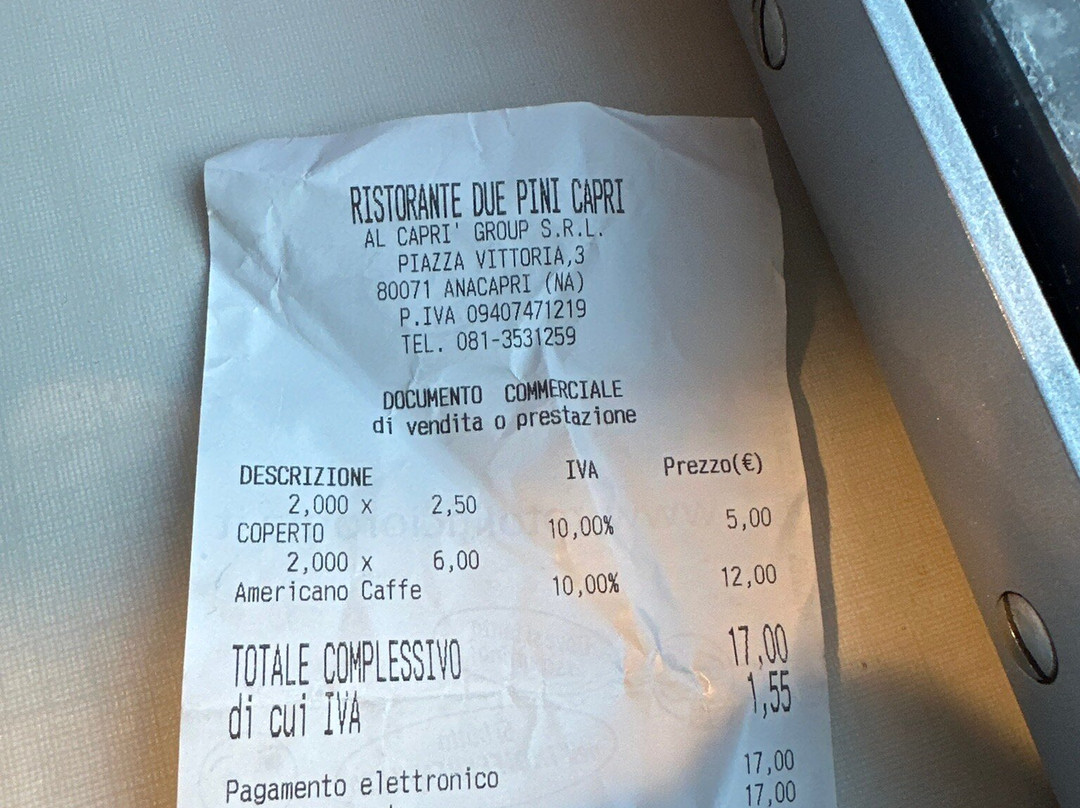 RISTORANTE DUE PINI CAPRI
AL CAPRI' GROUP S.R.L.
PIAZZA VITTORIA,3
80071 ANACAPRI (NA)
P.IVA 09407471219
TEL. 081-3531259
DOCUMENTO COMMERCIALE
di vendita o prestazione
DESCRIZIONE IVA Prezzo(€)
2,000 x 2,50
COPERTO 10,00% 5,00
2,000 x 6,00
Americano Caffe 10,00% 12,00
TOTALE COMPLESSIVO 17,00
di cui IVA 1,55
Pagamento elettronico 17,00
17,00